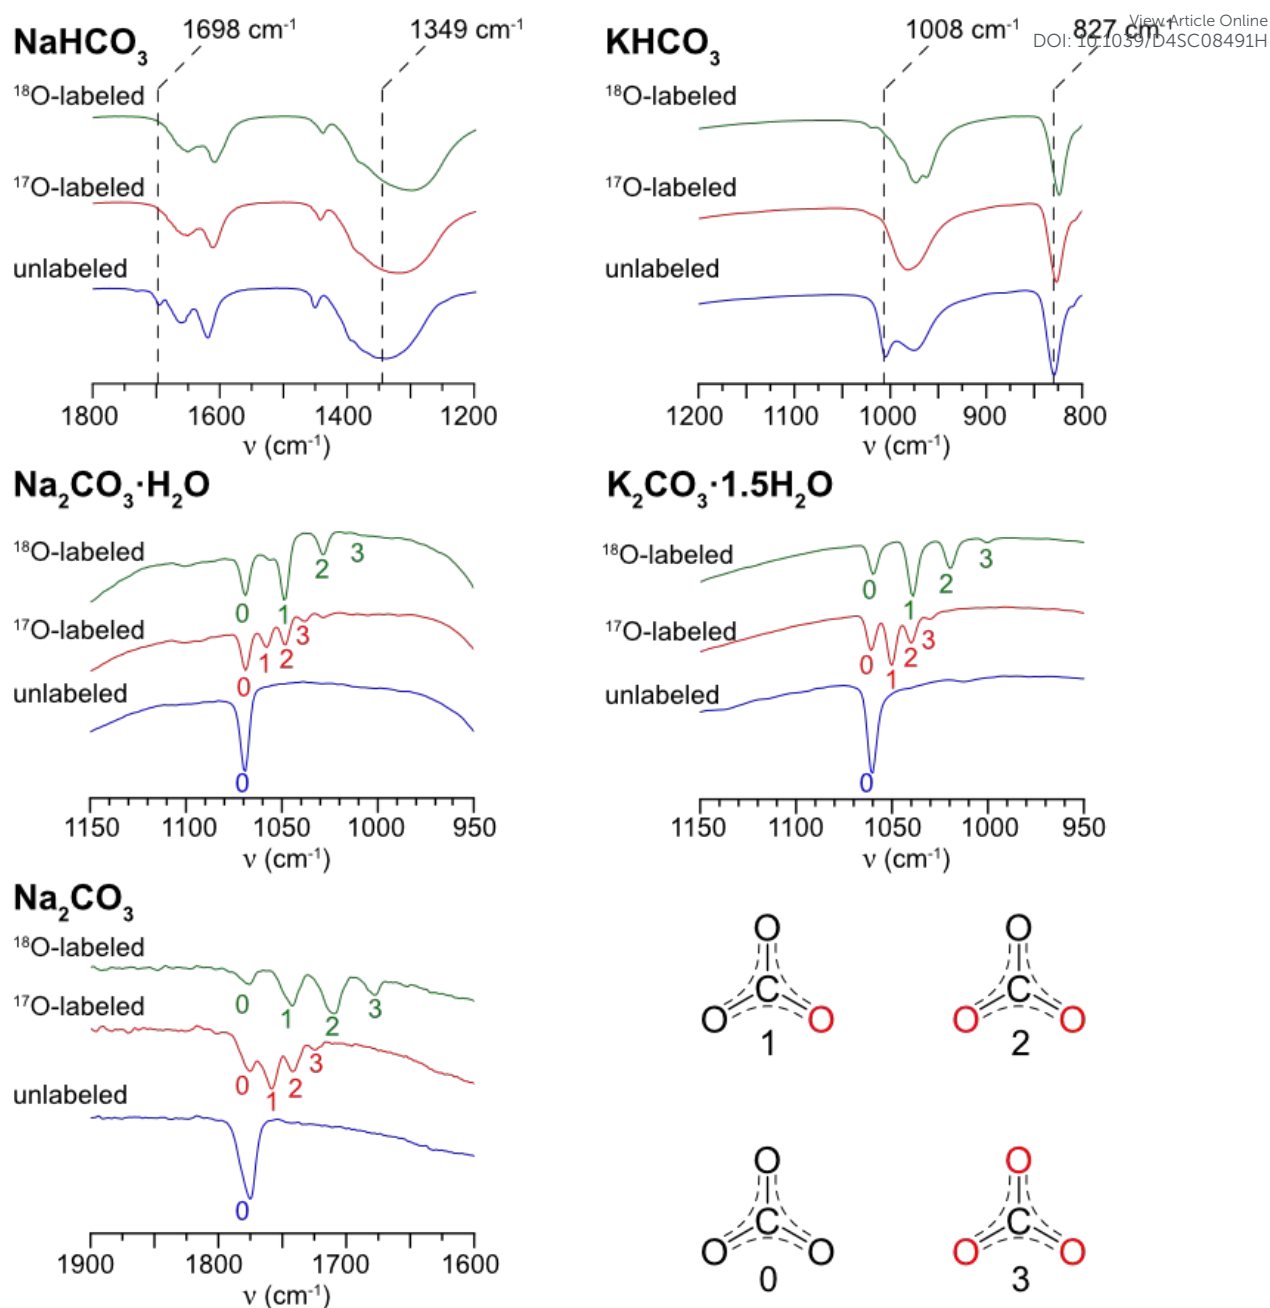 View Article Online
DOI: 10.1039/D4SC08491H
NaHCO₃
1698 cm⁻¹
1349 cm⁻¹
¹⁸O-labeled
¹⁷O-labeled
unlabeled
1800 1600 1400 1200
ν (cm⁻¹)
KHCO₃
1008 cm⁻¹
827 cm⁻¹
¹⁸O-labeled
¹⁷O-labeled
unlabeled
1200 1100 1000 900 800
ν (cm⁻¹)
Na₂CO₃·H₂O
¹⁸O-labeled
0 1 2 3
¹⁷O-labeled
0 1 2 3
unlabeled
0
1150 1100 1050 1000 950
ν (cm⁻¹)
K₂CO₃·1.5H₂O
¹⁸O-labeled
0 1 2 3
¹⁷O-labeled
0 1 2 3
unlabeled
0
1150 1100 1050 1000 950
ν (cm⁻¹)
Na₂CO₃
¹⁸O-labeled
0 1 2 3
¹⁷O-labeled
0 1 2 3
unlabeled
0
1900 1800 1700 1600
ν (cm⁻¹)
O O
C C
O O O O
1 2
O O
C C
O O O O
0 3